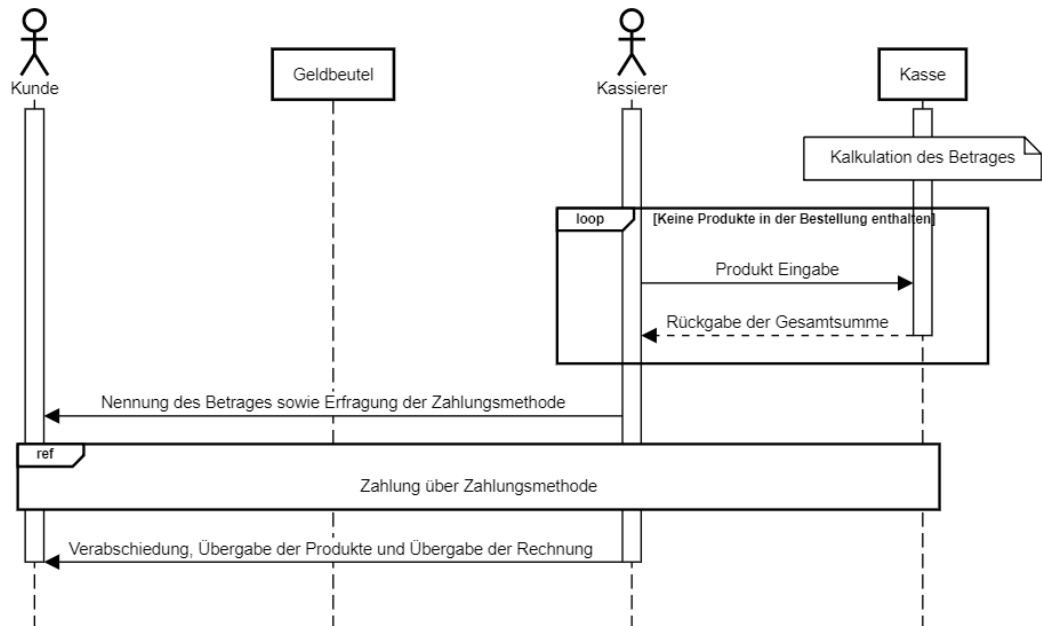 Kunde
Geldbeutel
Kassierer
Kasse
Kalkulation des Betrages
loop
[Keine Produkte in der Bestellung enthalten]
Produkt Eingabe
Rückgabe der Gesamtsumme
Nennung des Betrages sowie Erfragung der Zahlungsmethode
ref
Zahlung über Zahlungsmethode
Verabschiedung, Übergabe der Produkte und Übergabe der Rechnung